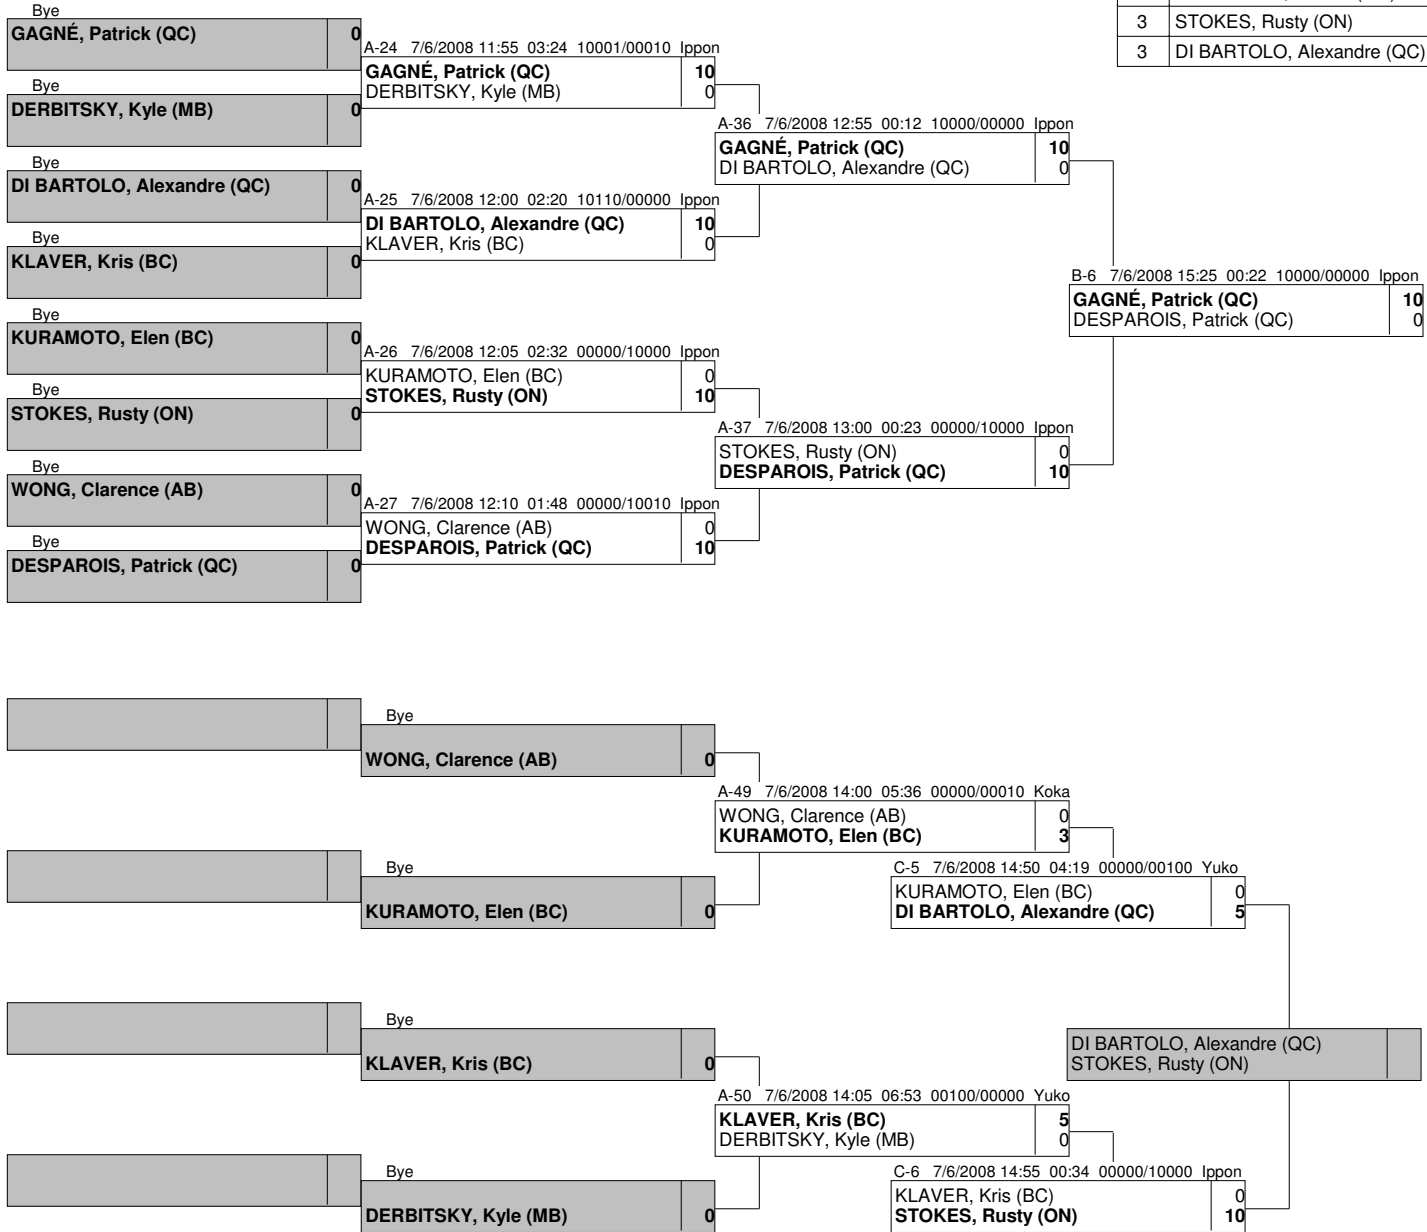 3 STOKES, Rusty (ON)
3 DI BARTOLO, Alexandre (QC)
Bye
GAGNÉ, Patrick (QC) 0
Bye
DERBITSKY, Kyle (MB) 0
Bye
DI BARTOLO, Alexandre (QC) 0
Bye
KLAVER, Kris (BC) 0
Bye
KURAMOTO, Elen (BC) 0
Bye
STOKES, Rusty (ON) 0
Bye
WONG, Clarence (AB) 0
Bye
DESPAROIS, Patrick (QC) 0
A-24 7/6/2008 11:55 03:24 10001/00010 Ippon
GAGNÉ, Patrick (QC) 10
DERBITSKY, Kyle (MB) 0
A-25 7/6/2008 12:00 02:20 10110/00000 Ippon
DI BARTOLO, Alexandre (QC) 10
KLAVER, Kris (BC) 0
A-26 7/6/2008 12:05 02:32 00000/10000 Ippon
KURAMOTO, Elen (BC) 0
STOKES, Rusty (ON) 10
A-27 7/6/2008 12:10 01:48 00000/10010 Ippon
WONG, Clarence (AB) 0
DESPAROIS, Patrick (QC) 10
A-36 7/6/2008 12:55 00:12 10000/00000 Ippon
GAGNÉ, Patrick (QC) 10
DI BARTOLO, Alexandre (QC) 0
A-37 7/6/2008 13:00 00:23 00000/10000 Ippon
STOKES, Rusty (ON) 0
DESPAROIS, Patrick (QC) 10
B-6 7/6/2008 15:25 00:22 10000/00000 Ippon
GAGNÉ, Patrick (QC) 10
DESPAROIS, Patrick (QC) 0
Bye
WONG, Clarence (AB) 0
Bye
KURAMOTO, Elen (BC) 0
Bye
KLAVER, Kris (BC) 0
Bye
DERBITSKY, Kyle (MB) 0
A-49 7/6/2008 14:00 05:36 00000/00010 Koka
WONG, Clarence (AB) 0
KURAMOTO, Elen (BC) 3
A-50 7/6/2008 14:05 06:53 00100/00000 Yuko
KLAVER, Kris (BC) 5
DERBITSKY, Kyle (MB) 0
C-5 7/6/2008 14:50 04:19 00000/00100 Yuko
KURAMOTO, Elen (BC) 0
DI BARTOLO, Alexandre (QC) 5
C-6 7/6/2008 14:55 00:34 00000/10000 Ippon
KLAVER, Kris (BC) 0
STOKES, Rusty (ON) 10
DI BARTOLO, Alexandre (QC)
STOKES, Rusty (ON)